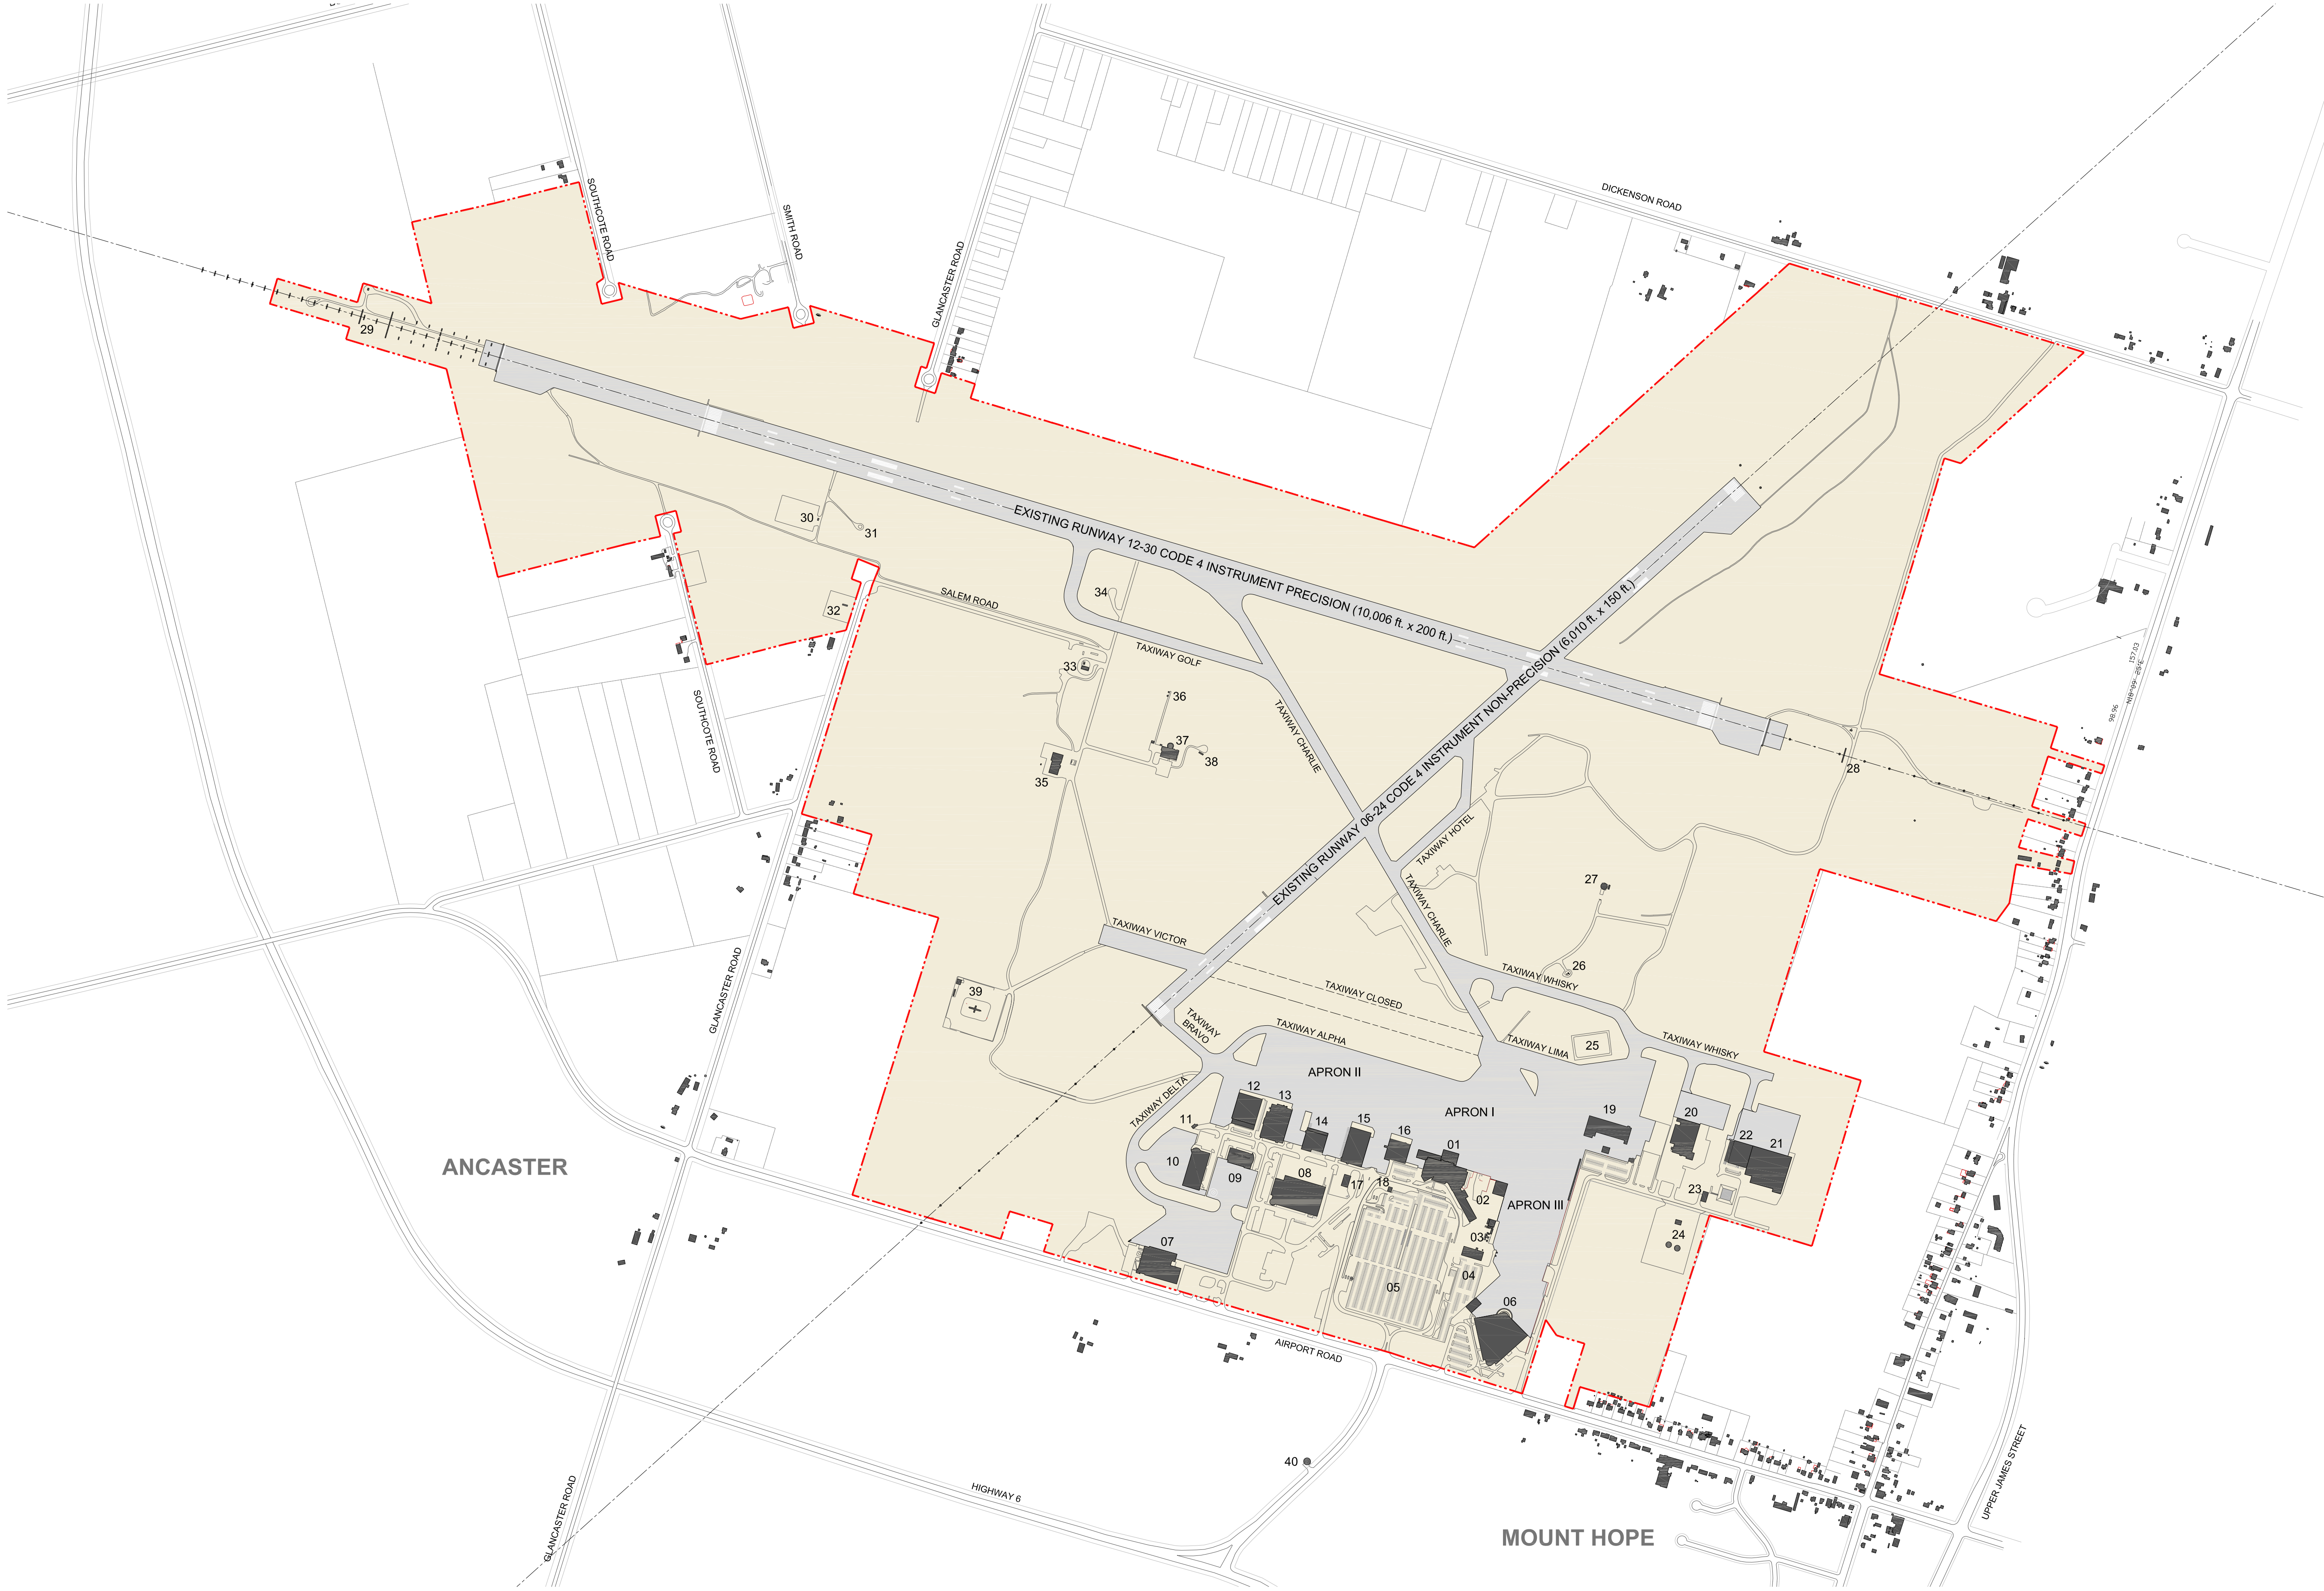 SOUTHCOTE ROAD
SMITH ROAD
GLANCASTER ROAD
DICKENSON ROAD
29
30
31
32
EXISTING RUNWAY 12-30 CODE 4 INSTRUMENT PRECISION (10,006 ft. x 200 ft.)
EXISTING RUNWAY 06-24 CODE 4 INSTRUMENT NON-PRECISION (6,010 ft. x 150 ft.)
SALEM ROAD
34
TAXIWAY GOLF
33
36
37
38
35
SOUTHCOTE ROAD
TAXIWAY CHARLIE
28
157.03
98.96
TAXIWAY HOTEL
27
TAXIWAY CHARLIE
TAXIWAY VICTOR
26
TAXIWAY WHISKY
TAXIWAY CLOSED
39
GLANCASTER ROAD
TAXIWAY
BRAVO
TAXIWAY ALPHA
TAXIWAY LIMA
25
TAXIWAY WHISKY
APRON II
TAXIWAY DELTA
12
13
11
14
15
16
APRON I
01
19
20
22
21
ANCASTER
10
09
08
17
18
02
APRON III
23
03
24
07
04
05
06
AIRPORT ROAD
40
HIGHWAY 6
GLANCASTER ROAD
MOUNT HOPE
UPPER JAMES STREET